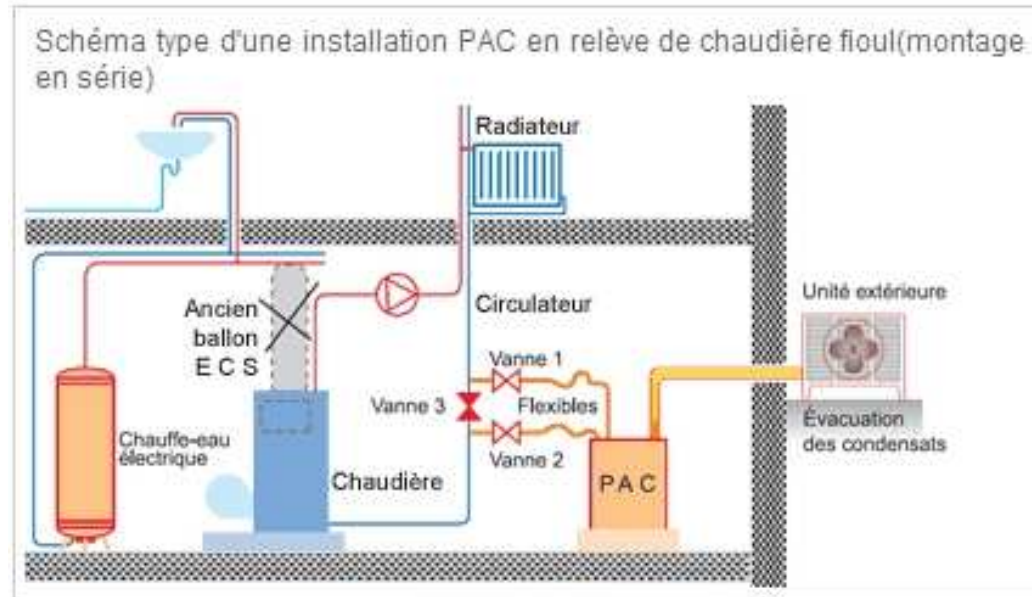 Schéma type d'une installation PAC en relève de chaudière fioul(montage
en série)
Radiateur
Ancien
ballon
E C S
Circulateur
Unité extérieure
Vanne 1
Vanne 3
Flexibles
Vanne 2
Évacuation
des condensats
Chauffe-eau
électrique
Chaudière
P A C